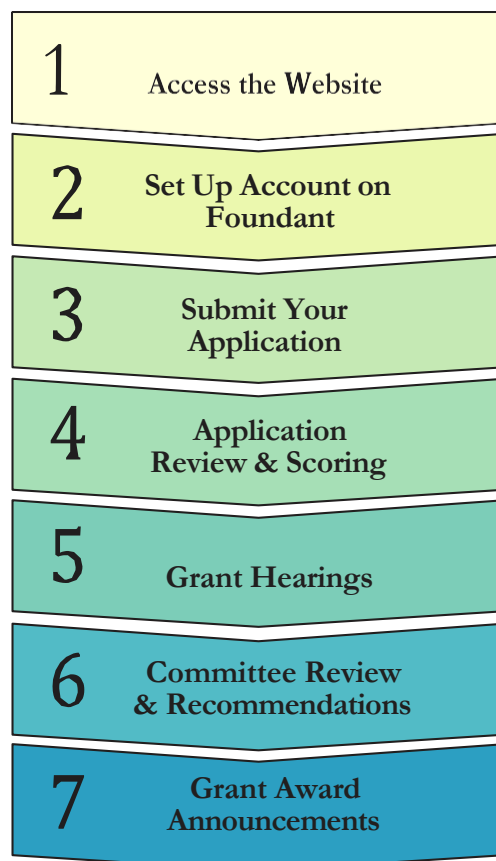 1
Access the Website
2
Set Up Account on
Foundant
3
Submit Your
Application
4
Application
Review & Scoring
5
Grant Hearings
6
Committee Review
& Recommendations
7
Grant Award
Announcements